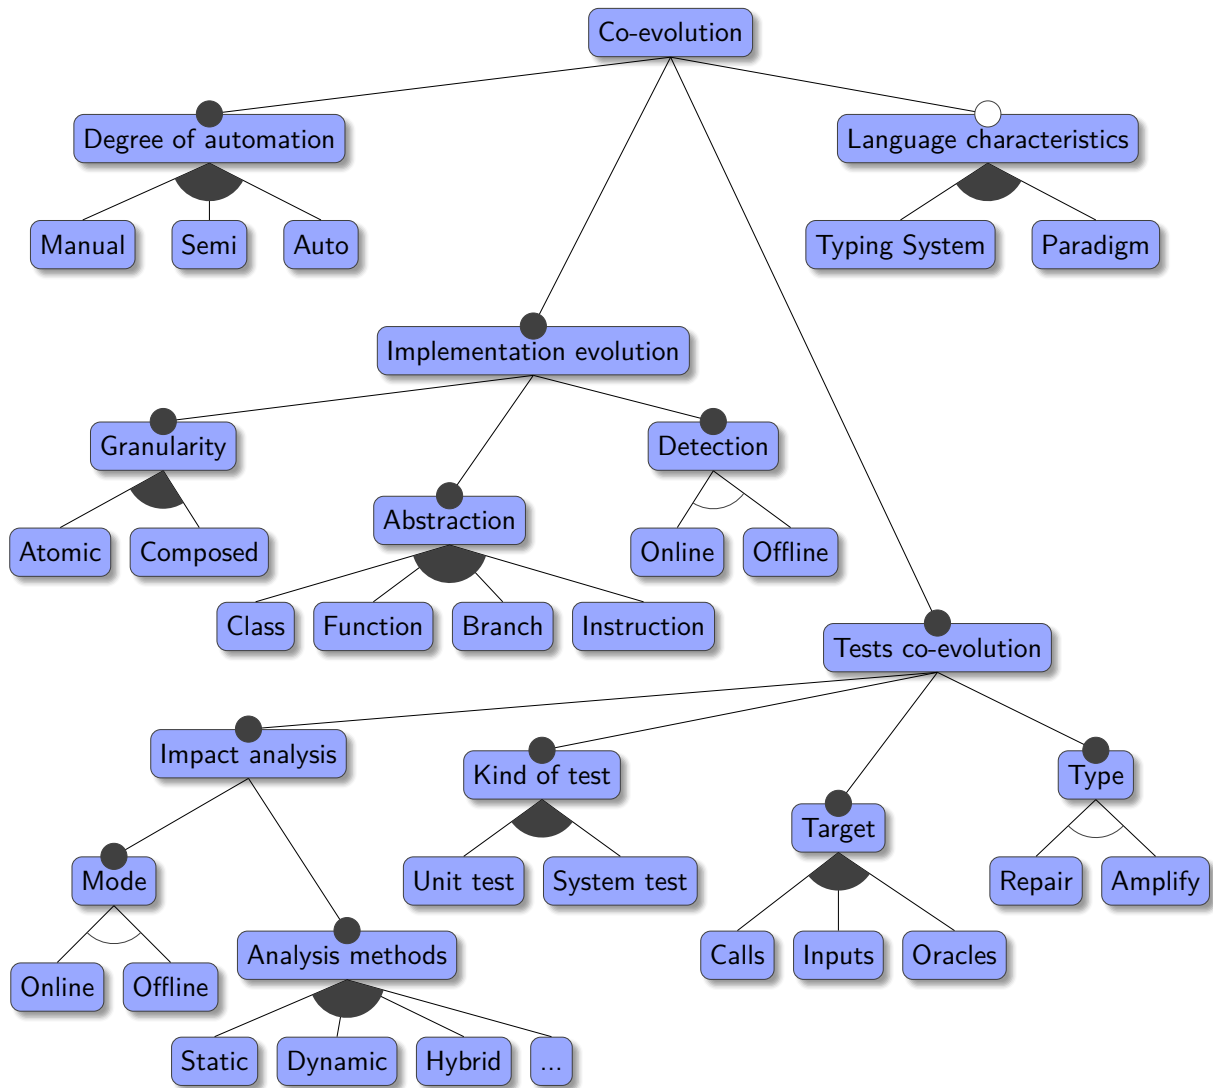 Co-evolution
Degree of automation
Language characteristics
Manual
Semi
Auto
Typing System
Paradigm
Implementation evolution
Granularity
Detection
Abstraction
Atomic
Composed
Online
Offline
Class
Function
Branch
Instruction
Tests co-evolution
Impact analysis
Kind of test
Type
Target
Mode
Unit test
System test
Repair
Amplify
Analysis methods
Calls
Inputs
Oracles
Online
Offline
Static
Dynamic
Hybrid
...